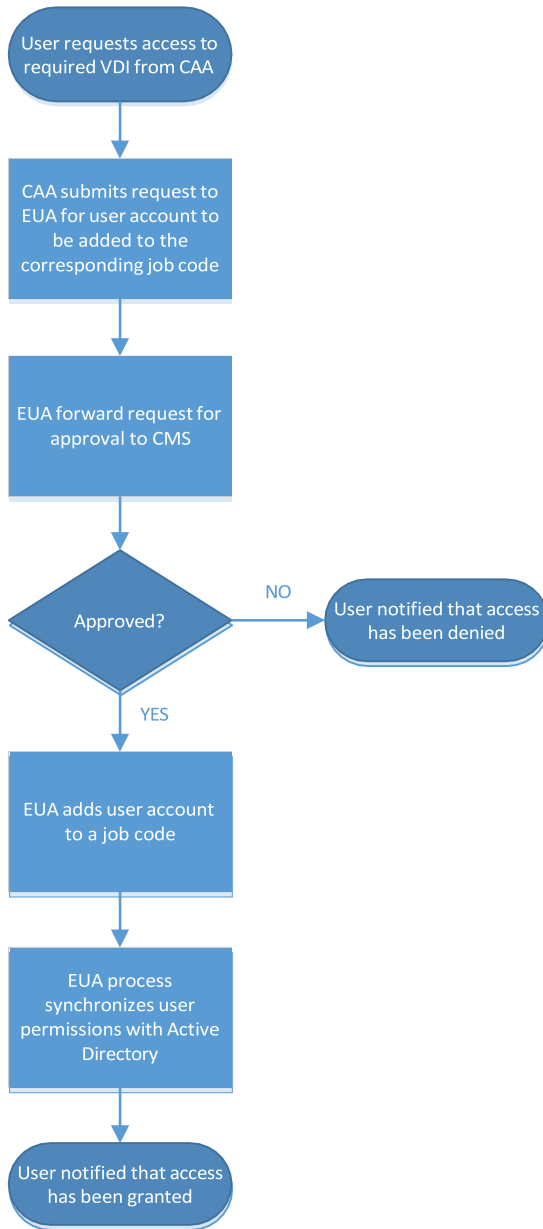 User requests access to
required VDI from CAA
CAA submits request to
EUA for user account to
be added to the
corresponding job code
EUA forward request for
approval to CMS
Approved?
NO
User notified that access
has been denied
YES
EUA adds user account
to a job code
EUA process
synchronizes user
permissions with Active
Directory
User notified that access
has been granted